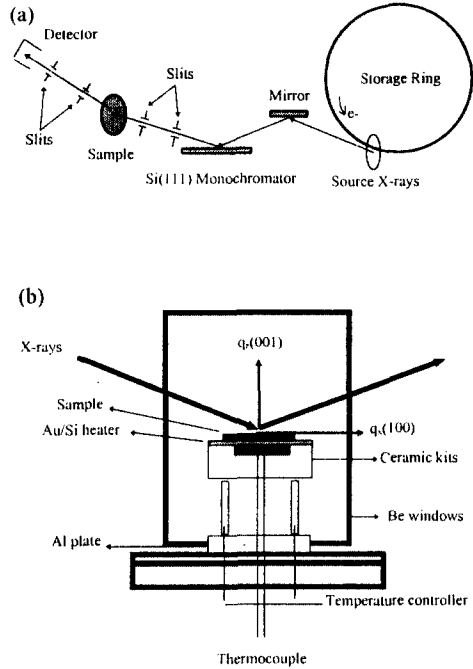 (a)
Detector
Slits
Mirror
Storage Ring
e-
Slits
Sample
Si(111) Monochromator
Source X-rays
(b)
X-rays
qz(001)
Sample
Au/Si heater
qx(100)
Ceramic kits
Be windows
Al plate
Temperature controller
Thermocouple